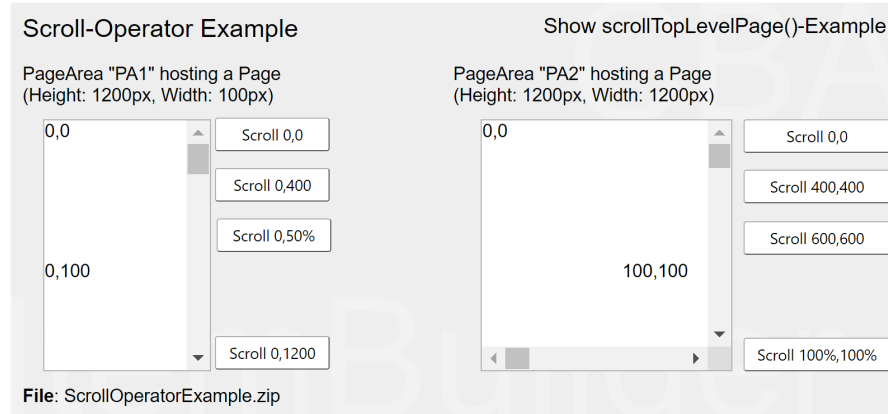 Scroll-Operator Example
Show scrollTopLevelPage()-Example
PageArea "PA1" hosting a Page
(Height: 1200px, Width: 100px)
0,0
Scroll 0,0
Scroll 0,400
Scroll 0,50%
0,100
Scroll 0,1200
PageArea "PA2" hosting a Page
(Height: 1200px, Width: 1200px)
0,0
Scroll 0,0
Scroll 400,400
Scroll 600,600
100,100
Scroll 100%,100%
File: ScrollOperatorExample.zip